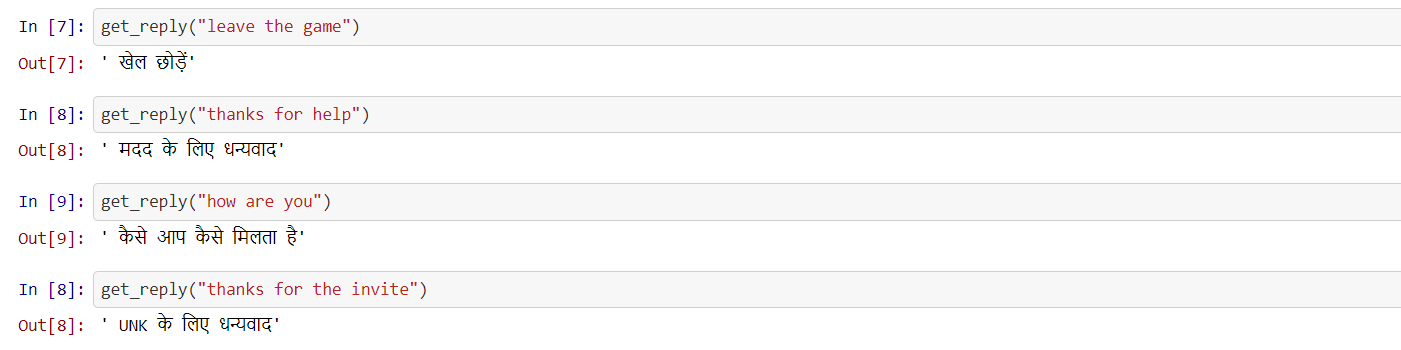 In [7]: get_reply("leave the game")
Out[7]: ' खेल छोड़ें'
In [8]: get_reply("thanks for help")
Out[8]: ' मदद के लिए धन्यवाद'
In [9]: get_reply("how are you")
Out[9]: ' कैसे आप कैसे मिलता है'
In [8]: get_reply("thanks for the invite")
Out[8]: ' UNK के लिए धन्यवाद'